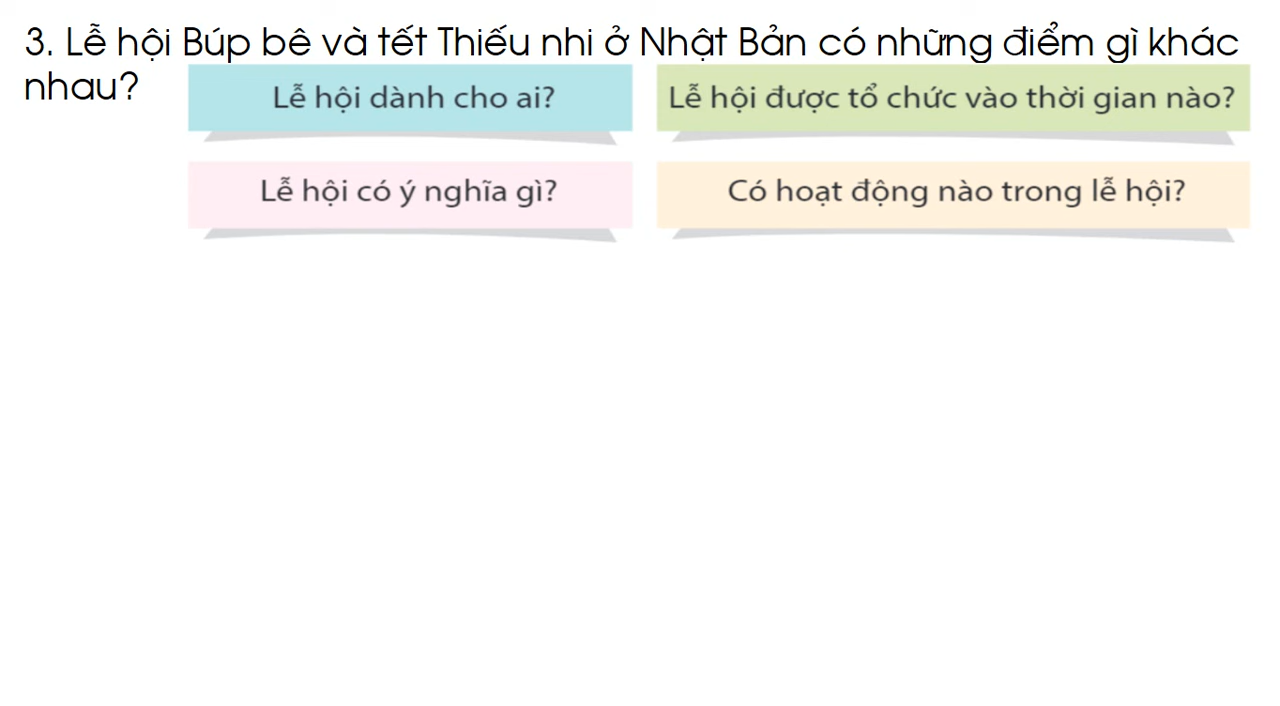 3. Lễ hội Búp bê và tết Thiếu nhi ở Nhật Bản có những điểm gì khác
nhau?
Lễ hội dành cho ai?
Lễ hội được tổ chức vào thời gian nào?
Lễ hội có ý nghĩa gì?
Có hoạt động nào trong lễ hội?